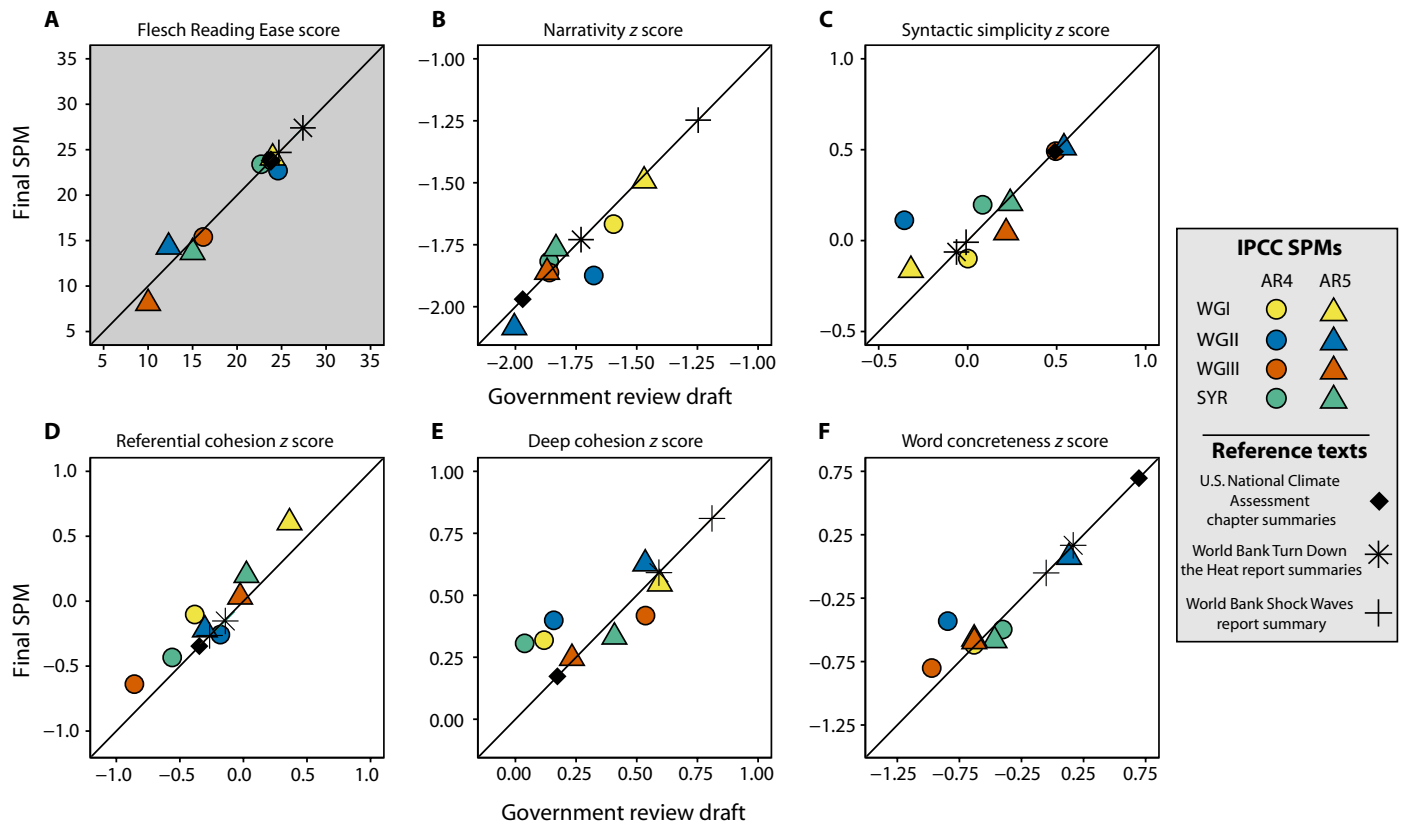 A
Flesch Reading Ease score
35
30
25
20
15
10
5
5 10 15 20 25 30 35
Final SPM
B
Narrativity z score
−1.00
−1.25
−1.50
−1.75
−2.00
−2.00 −1.75 −1.50 −1.25 −1.00
Government review draft
C
Syntactic simplicity z score
1.0
0.5
0.0
−0.5
−0.5 0.0 0.5 1.0
D
Referential cohesion z score
1.0
0.5
0.0
−0.5
−1.0
−1.0 −0.5 0.0 0.5 1.0
Final SPM
E
Deep cohesion z score
1.00
0.75
0.50
0.25
0.00
0.00 0.25 0.50 0.75 1.00
Government review draft
F
Word concreteness z score
0.75
0.25
−0.25
−0.75
−1.25
−1.25 −0.75 −0.25 0.25 0.75
IPCC SPMs
AR4 AR5
WGI
WGII
WGIII
SYR
Reference texts
U.S. National Climate
Assessment
chapter summaries
World Bank Turn Down
the Heat report summaries
World Bank Shock Waves
report summary